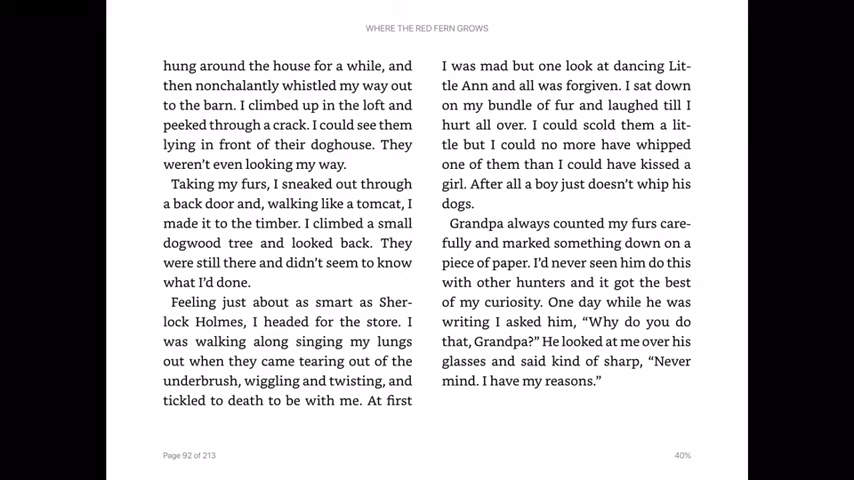 WHERE THE RED FERN GROWS
hung around the house for a while, and
then nonchalantly whistled my way out
to the barn. I climbed up in the loft and
peeked through a crack. I could see them
lying in front of their doghouse. They
weren’t even looking my way.
Taking my furs, I sneaked out through
a back door and, walking like a tomcat, I
made it to the timber. I climbed a small
dogwood tree and looked back. They
were still there and didn’t seem to know
what I’d done.
Feeling just about as smart as Sher-
lock Holmes, I headed for the store. I
was walking along singing my lungs
out when they came tearing out of the
underbrush, wiggling and twisting, and
tickled to death to be with me. At first
I was mad but one look at dancing Lit-
tle Ann and all was forgiven. I sat down
on my bundle of fur and laughed till I
hurt all over. I could scold them a lit-
tle but I could no more have whipped
one of them than I could have kissed a
girl. After all a boy just doesn’t whip his
dogs.
Grandpa always counted my furs care-
fully and marked something down on a
piece of paper. I’d never seen him do this
with other hunters and it got the best
of my curiosity. One day while he was
writing I asked him, “Why do you do
that, Grandpa?” He looked at me over his
glasses and said kind of sharp, “Never
mind. I have my reasons.”
Page 92 of 213
40%